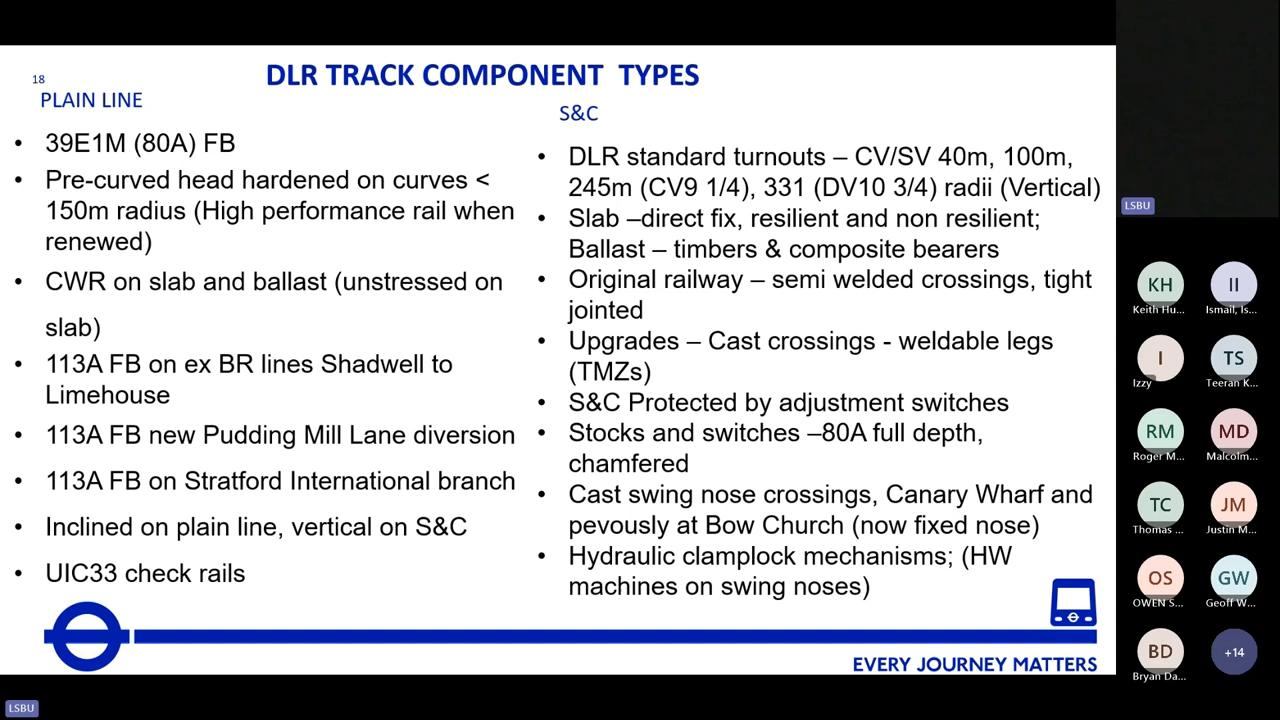 18
DLR TRACK COMPONENT TYPES
PLAIN LINE
• 39E1M (80A) FB
• Pre-curved head hardened on curves <
150m radius (High performance rail when
renewed)
• CWR on slab and ballast (unstressed on
slab)
• 113A FB on ex BR lines Shadwell to
Limehouse
• 113A FB new Pudding Mill Lane diversion
• 113A FB on Stratford International branch
• Inclined on plain line, vertical on S&C
• UIC33 check rails
S&C
• DLR standard turnouts – CV/SV 40m, 100m,
245m (CV9 1/4), 331 (DV10 3/4) radii (Vertical)
• Slab –direct fix, resilient and non resilient;
Ballast – timbers & composite bearers
• Original railway – semi welded crossings, tight
jointed
• Upgrades – Cast crossings - weldable legs
(TMZs)
• S&C Protected by adjustment switches
• Stocks and switches –80A full depth,
chamfered
• Cast swing nose crossings, Canary Wharf and
pevously at Bow Church (now fixed nose)
• Hydraulic clamplock mechanisms; (HW
machines on swing noses)
EVERY JOURNEY MATTERS
LSBU
LSBU
KH
Keith Hu...
II
Ismail, Is...
I
Izzy
TS
Teeran K...
RM
Roger M...
MD
Malcolm...
TC
Thomas ...
JM
Justin M...
OS
OWEN S...
GW
Geoff W...
BD
Bryan Da...
+14